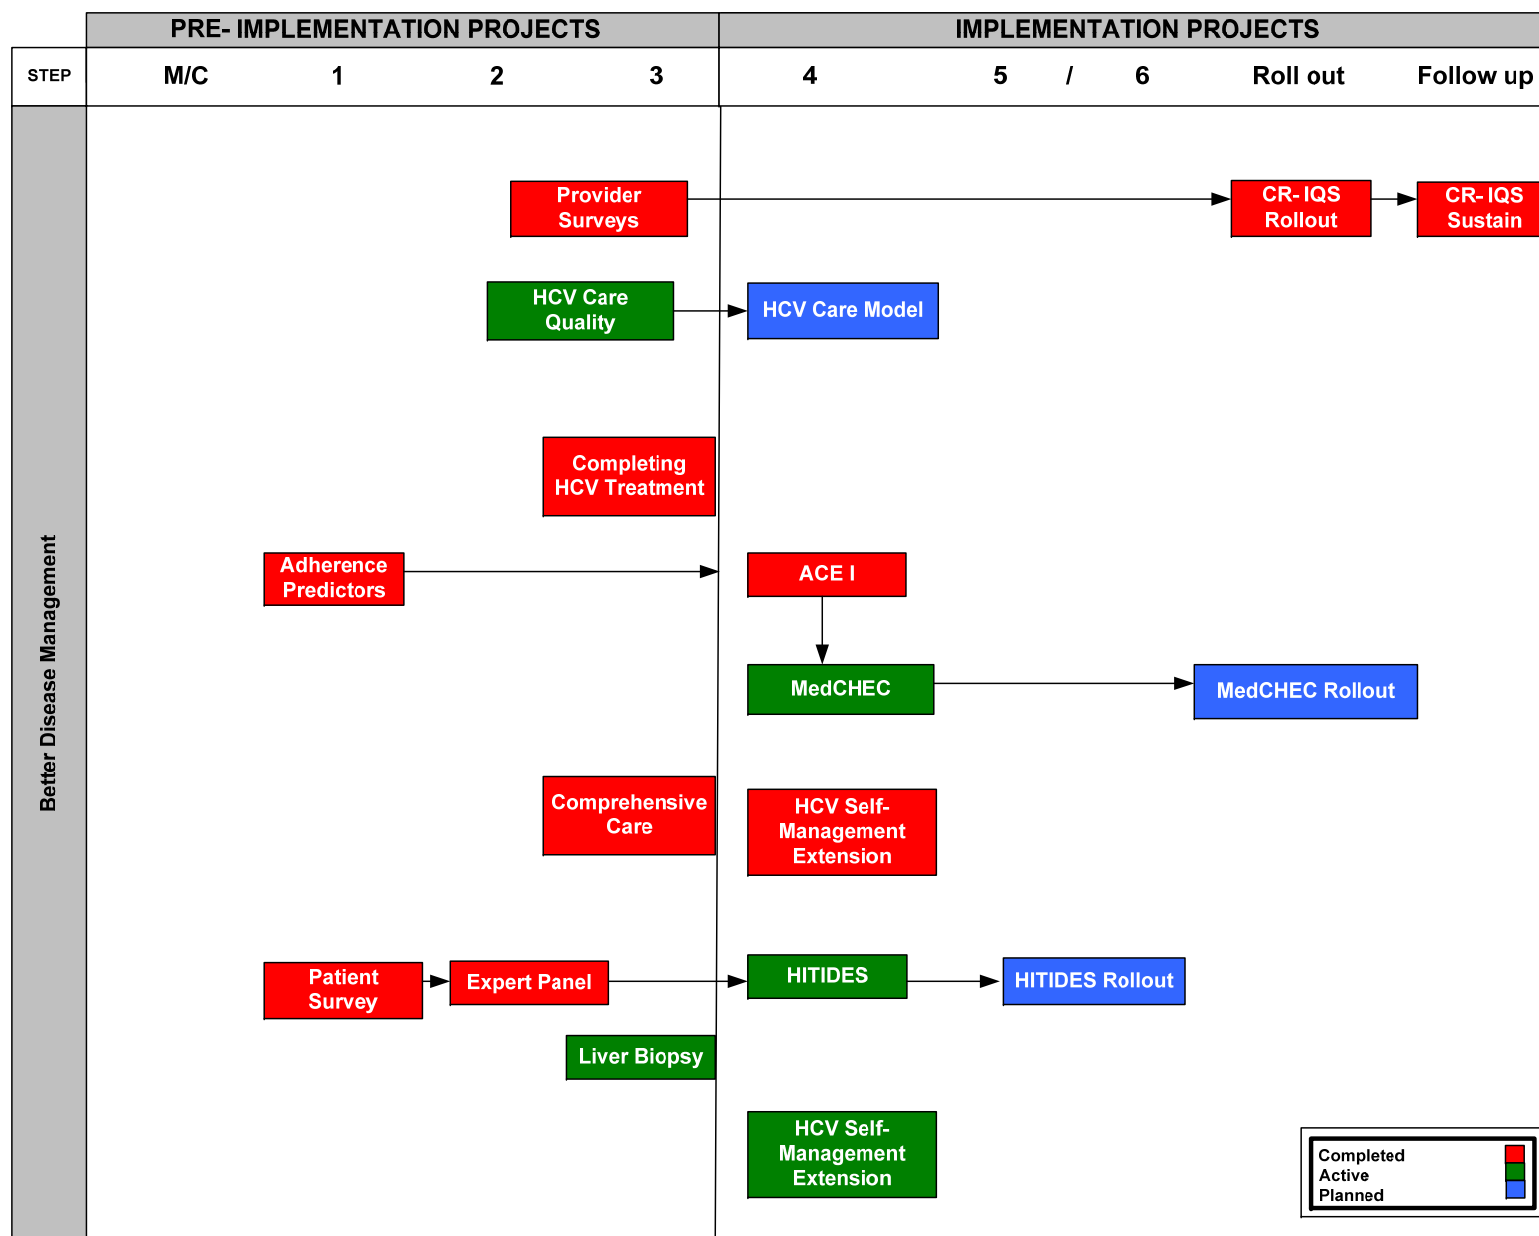 PRE- IMPLEMENTATION PROJECTS
IMPLEMENTATION PROJECTS
STEP
M/C
1
2
3
4
5
/
6
Roll out
Follow up
Better Disease Management
Provider
Surveys
CR- IQS
Rollout
CR- IQS
Sustain
HCV Care
Quality
HCV Care Model
Completing
HCV Treatment
Adherence
Predictors
ACE I
MedCHEC
MedCHEC Rollout
Comprehensive
Care
HCV Self-
Management
Extension
Patient
Survey
Expert Panel
HITIDES
HITIDES Rollout
Liver Biopsy
HCV Self-
Management
Extension
Completed
Active
Planned